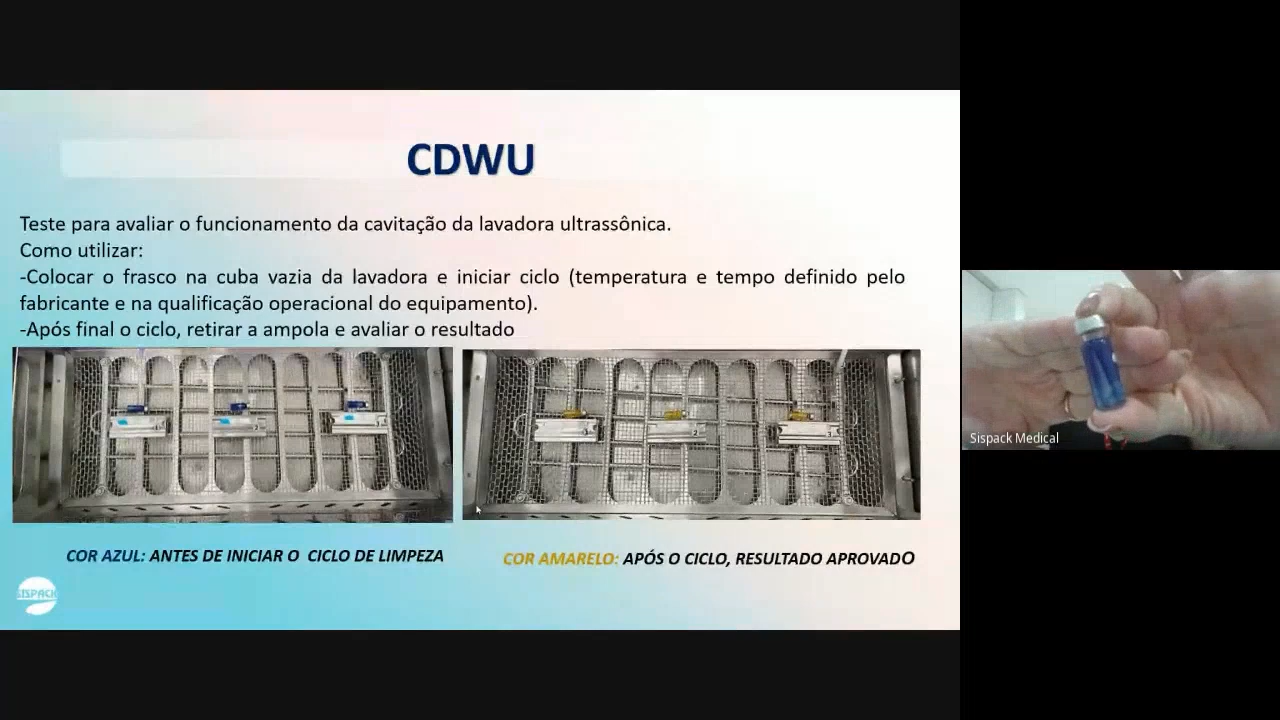 CDWU
Teste para avaliar o funcionamento da cavitação da lavadora ultrassônica.
Como utilizar:
-Colocar o frasco na cuba vazia da lavadora e iniciar ciclo (temperatura e tempo definido pelo
fabricante e na qualificação operacional do equipamento).
-Após final o ciclo, retirar a ampola e avaliar o resultado
COR AZUL: ANTES DE INICIAR O CICLO DE LIMPEZA
COR AMARELO: APÓS O CICLO, RESULTADO APROVADO
SISPACK
Sispack Medical